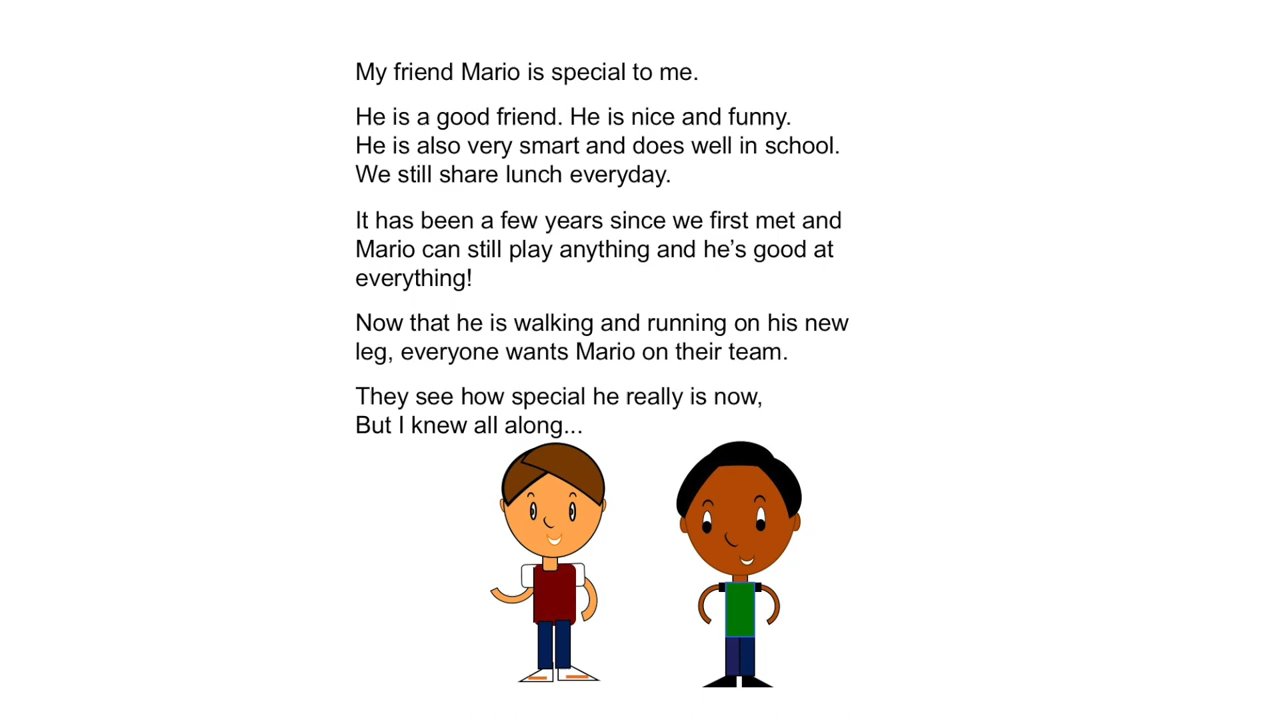 My friend Mario is special to me.
He is a good friend. He is nice and funny.
He is also very smart and does well in school.
We still share lunch everyday.
It has been a few years since we first met and
Mario can still play anything and he’s good at
everything!
Now that he is walking and running on his new
leg, everyone wants Mario on their team.
They see how special he really is now,
But I knew all along...